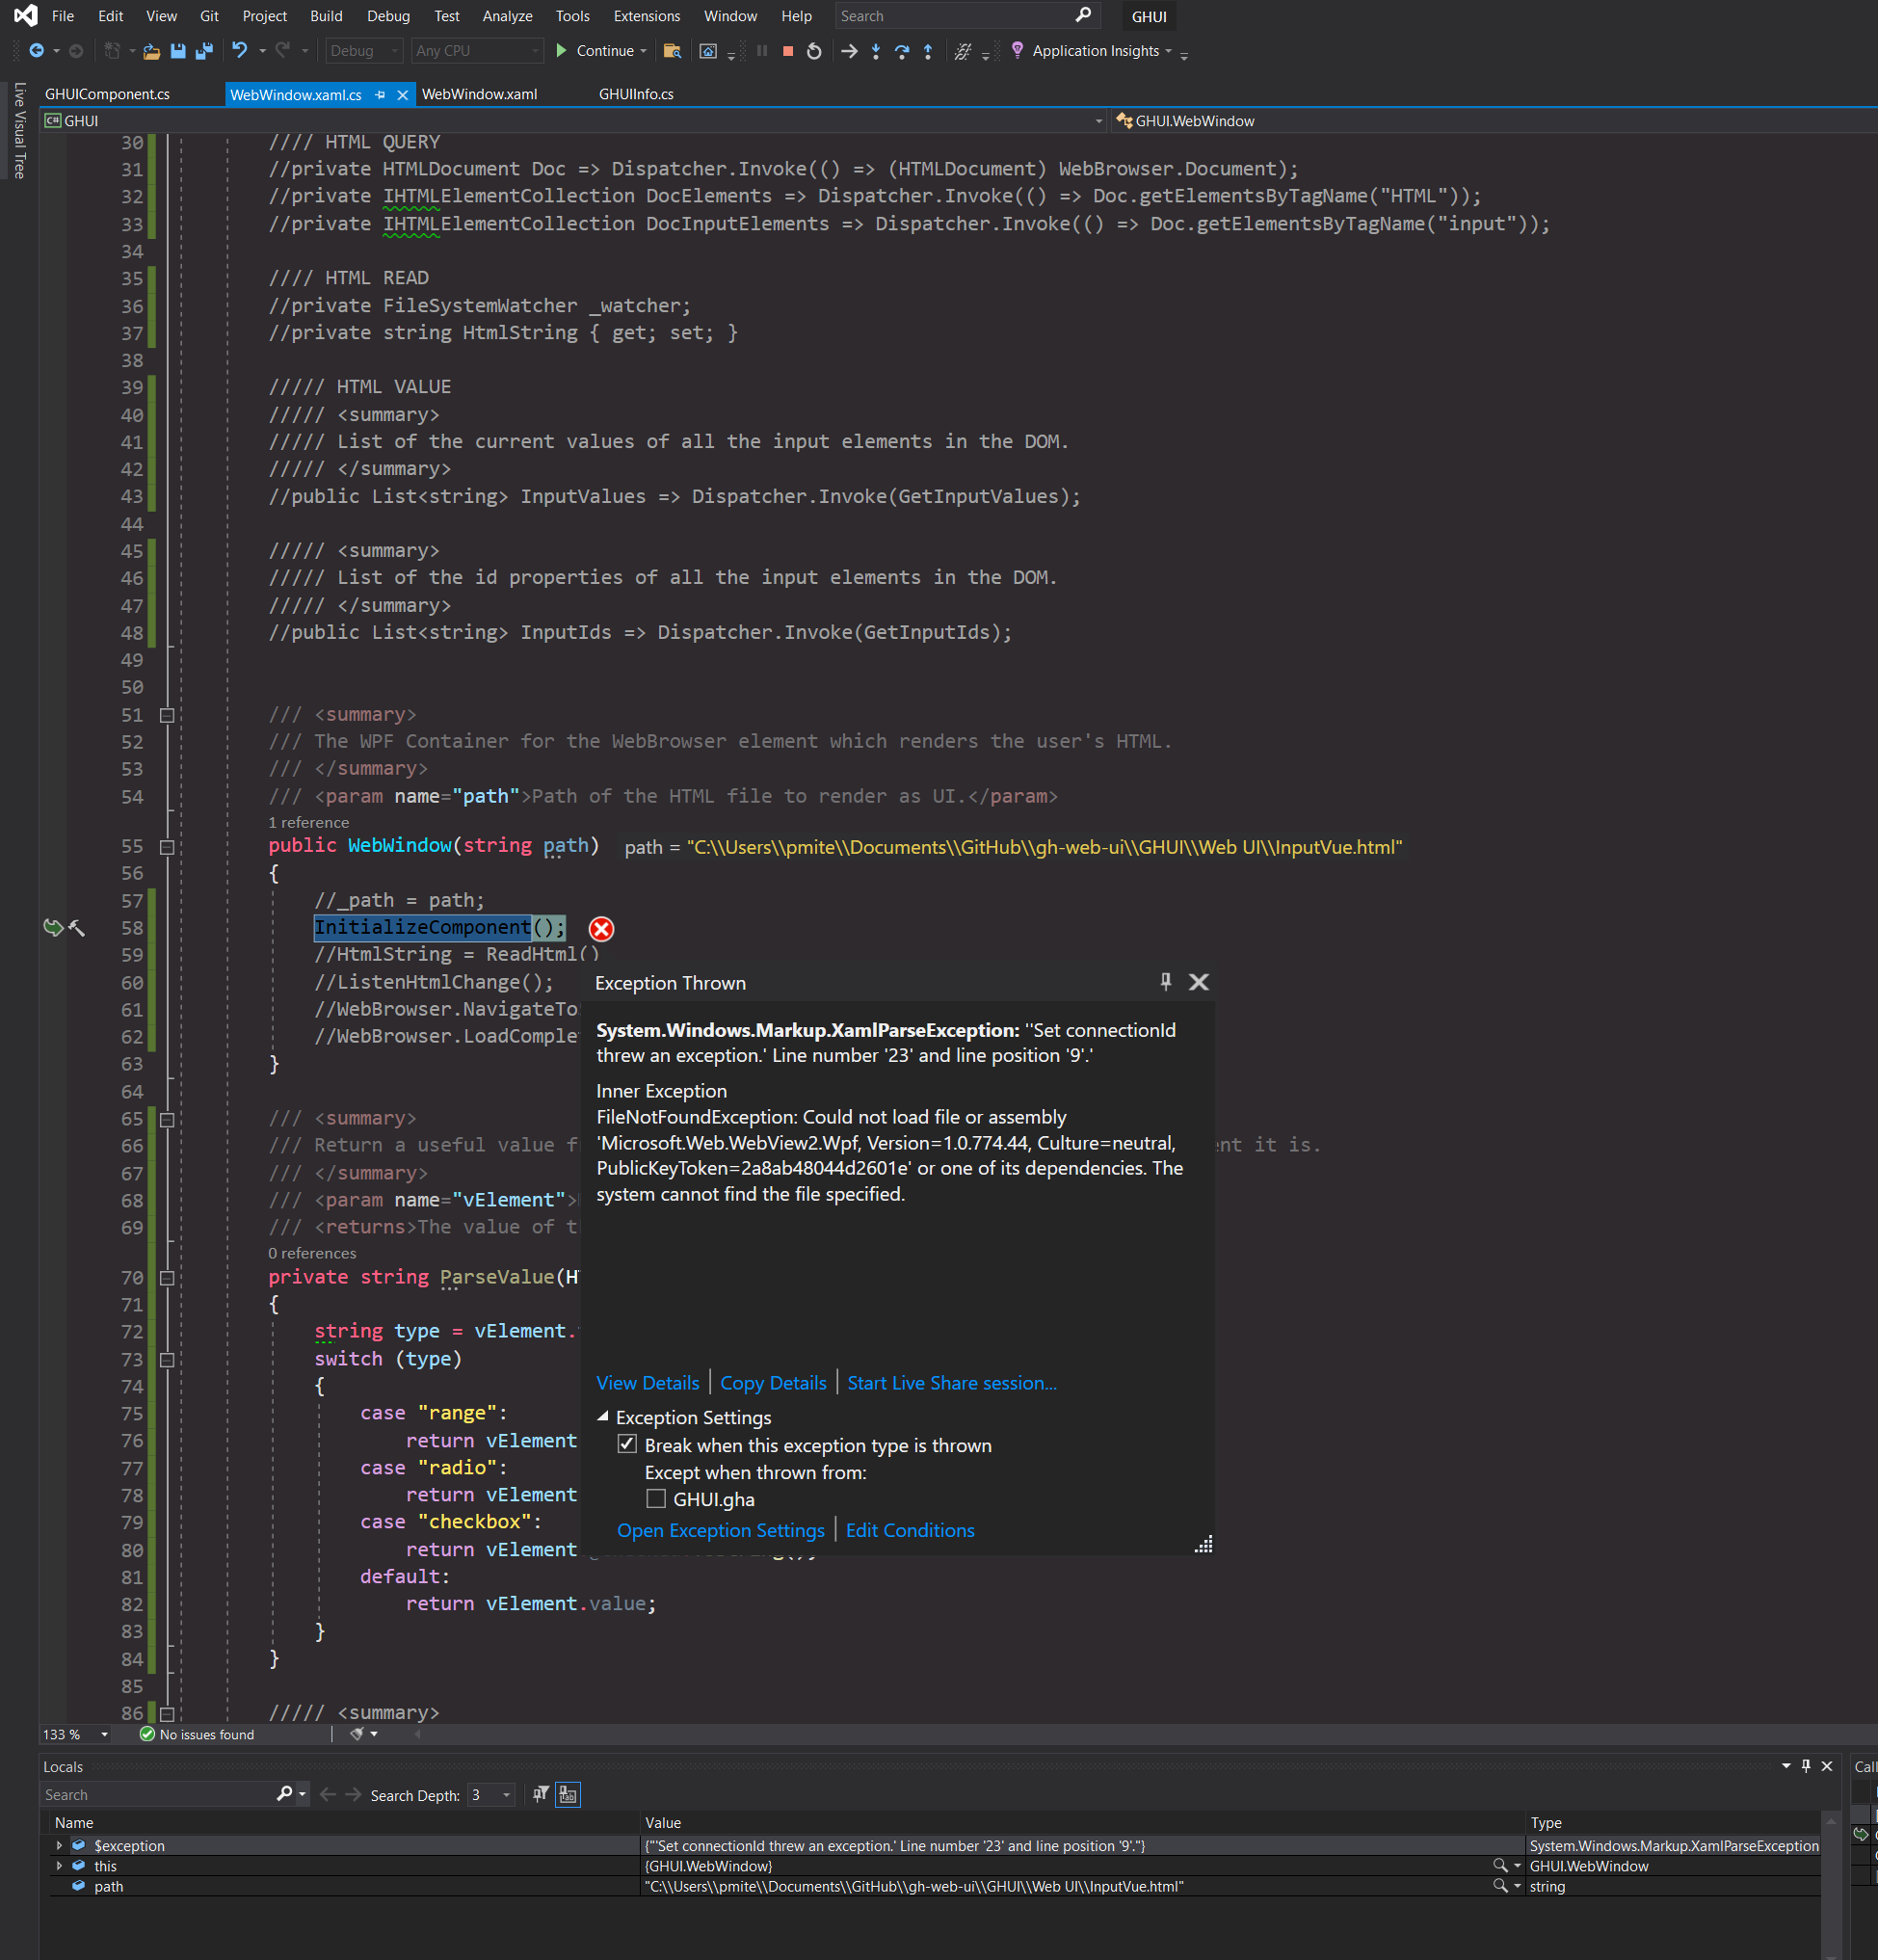 File Edit View Git Project Build Debug Test Analyze Tools Extensions Window Help Search GHUI
Debug Any CPU Continue Application Insights
Live Visual Tree
GHUIComponent.cs WebWindow.xaml.cs WebWindow.xaml GHUIInfo.cs
C# GHUI GHUI.WebWindow
30 //// HTML QUERY
31 //private HTMLDocument Doc => Dispatcher.Invoke(() => (HTMLDocument) WebBrowser.Document);
32 //private IHTMLElementCollection DocElements => Dispatcher.Invoke(() => Doc.getElementsByTagName("HTML"));
33 //private IHTMLElementCollection DocInputElements => Dispatcher.Invoke(() => Doc.getElementsByTagName("input"));
34
35 //// HTML READ
36 //private FileSystemWatcher _watcher;
37 //private string HtmlString { get; set; }
38
39 ///// HTML VALUE
40 ///// <summary>
41 ///// List of the current values of all the input elements in the DOM.
42 ///// </summary>
43 //public List<string> InputValues => Dispatcher.Invoke(GetInputValues);
44
45 ///// <summary>
46 ///// List of the id properties of all the input elements in the DOM.
47 ///// </summary>
48 //public List<string> InputIds => Dispatcher.Invoke(GetInputIds);
49
50
51 /// <summary>
52 /// The WPF Container for the WebBrowser element which renders the user's HTML.
53 /// </summary>
54 /// <param name="path">Path of the HTML file to render as UI.</param>
1 reference
55 public WebWindow(string path) path = "C:\\Users\\pmite\\Documents\\GitHub\\gh-web-ui\\GHUI\\Web UI\\InputVue.html"
56 {
57 //_path = path;
58 InitializeComponent();
59 //HtmlString = ReadHtml()
60 //ListenHtmlChange();
61 //WebBrowser.NavigateTo
62 //WebBrowser.LoadComple
63 }
64
65 /// <summary>
66 /// Return a useful value f ent it is.
67 /// </summary>
68 /// <param name="vElement">
69 /// <returns>The value of t
0 references
70 private string ParseValue(H
71 {
72 string type = vElement.
73 switch (type)
74 {
75 case "range":
76 return vElement
77 case "radio":
78 return vElement
79 case "checkbox":
80 return vElement
81 default:
82 return vElement.value;
83 }
84 }
85
86 ///// <summary>
Exception Thrown
System.Windows.Markup.XamlParseException: ''Set connectionId
threw an exception.' Line number '23' and line position '9'.'
Inner Exception
FileNotFoundException: Could not load file or assembly
'Microsoft.Web.WebView2.Wpf, Version=1.0.774.44, Culture=neutral,
PublicKeyToken=2a8ab48044d2601e' or one of its dependencies. The
system cannot find the file specified.
View Details Copy Details Start Live Share session...
Exception Settings
Break when this exception type is thrown
Except when thrown from:
GHUI.gha
Open Exception Settings Edit Conditions
133 % No issues found
Locals Call
Search Search Depth: 3
Name Value Type
$exception {"'Set connectionId threw an exception.' Line number '23' and line position '9'."} System.Windows.Markup.XamlParseException
this {GHUI.WebWindow} GHUI.WebWindow
path "C:\\Users\\pmite\\Documents\\GitHub\\gh-web-ui\\GHUI\\Web UI\\InputVue.html" string